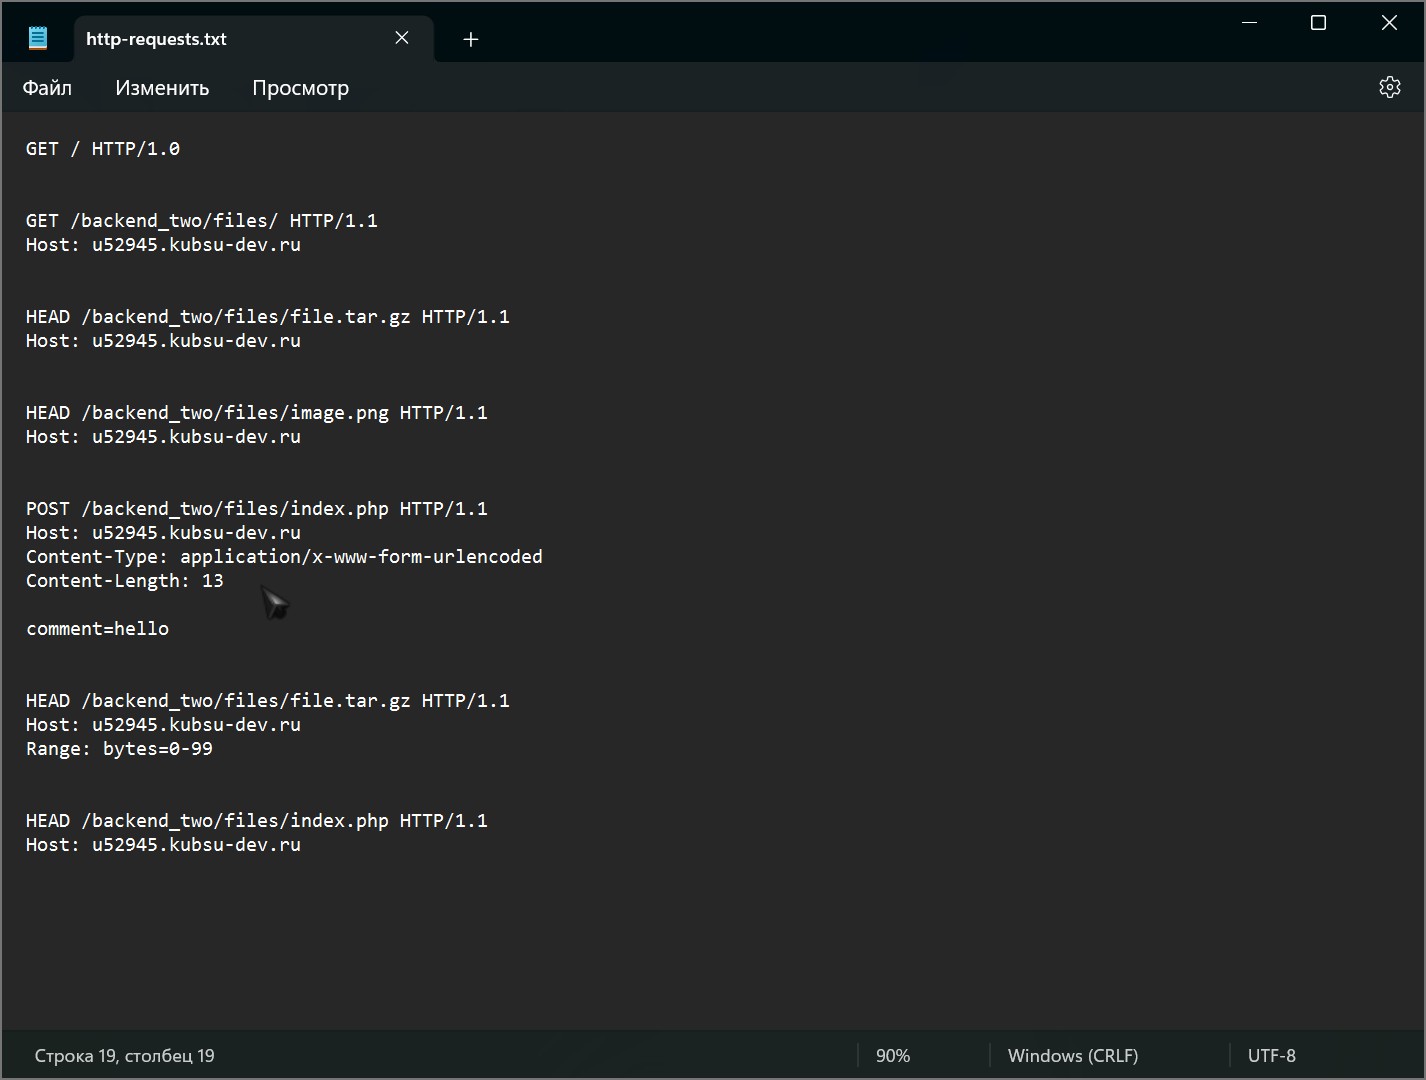 http-requests.txt
Файл Изменить Просмотр
GET / HTTP/1.0
GET /backend_two/files/ HTTP/1.1
Host: u52945.kubsu-dev.ru
HEAD /backend_two/files/file.tar.gz HTTP/1.1
Host: u52945.kubsu-dev.ru
HEAD /backend_two/files/image.png HTTP/1.1
Host: u52945.kubsu-dev.ru
POST /backend_two/files/index.php HTTP/1.1
Host: u52945.kubsu-dev.ru
Content-Type: application/x-www-form-urlencoded
Content-Length: 13
comment=hello
HEAD /backend_two/files/file.tar.gz HTTP/1.1
Host: u52945.kubsu-dev.ru
Range: bytes=0-99
HEAD /backend_two/files/index.php HTTP/1.1
Host: u52945.kubsu-dev.ru
Строка 19, столбец 19 90% Windows (CRLF) UTF-8